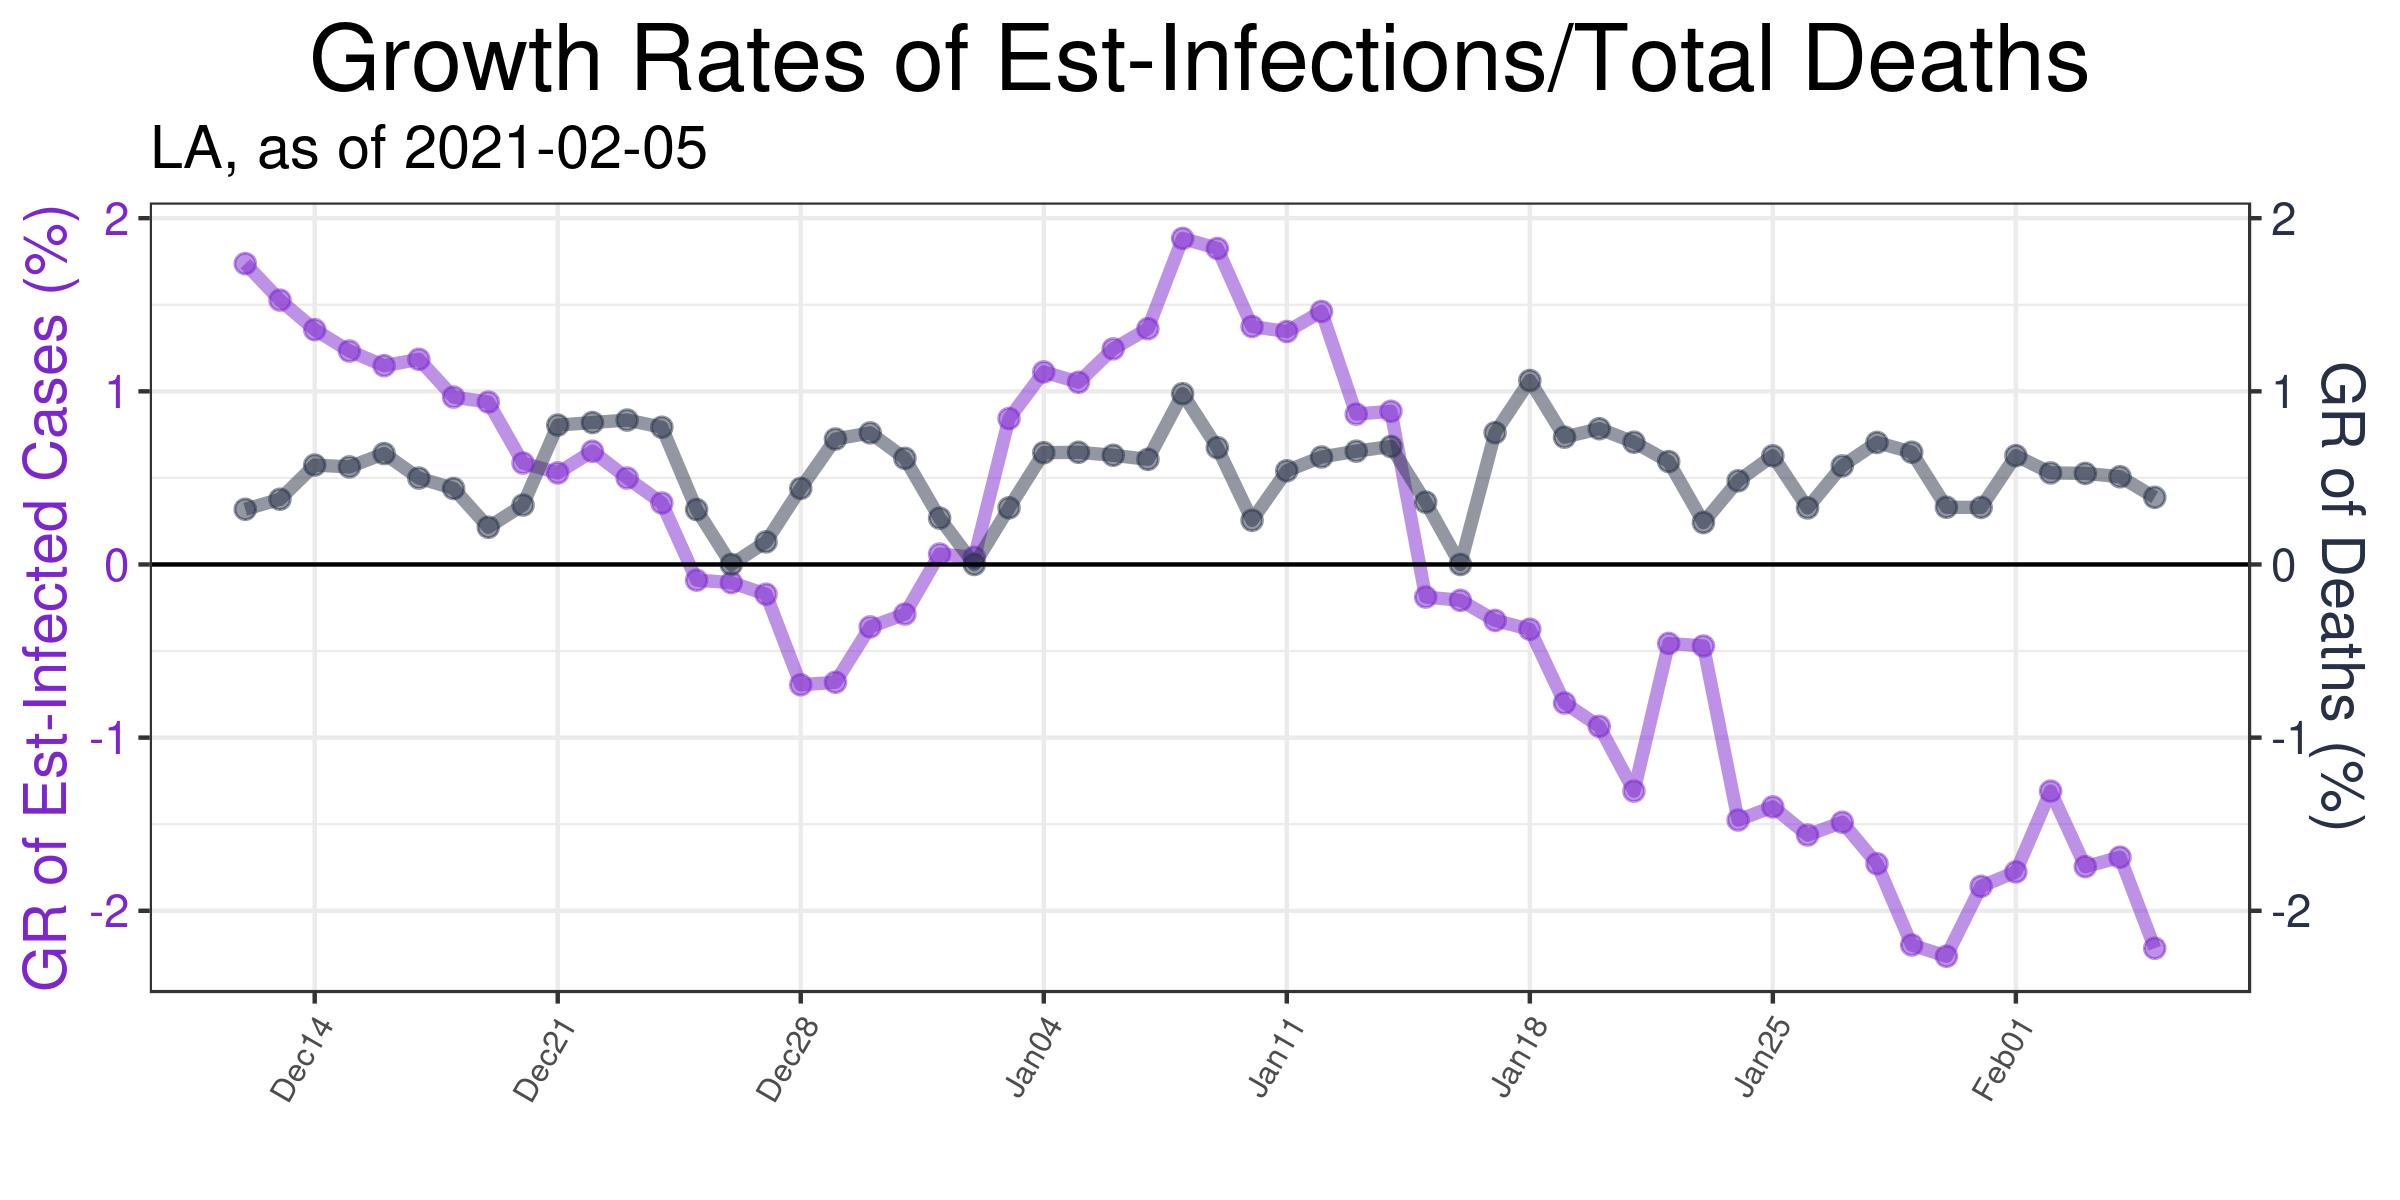 Growth Rates of Est-Infections/Total Deaths
LA, as of 2021-02-05
GR of Est-Infected Cases (%)
2
1
0
-1
-2
2
1
0
-1
-2
GR of Deaths (%)
Dec14
Dec21
Dec28
Jan04
Jan11
Jan18
Jan25
Feb01